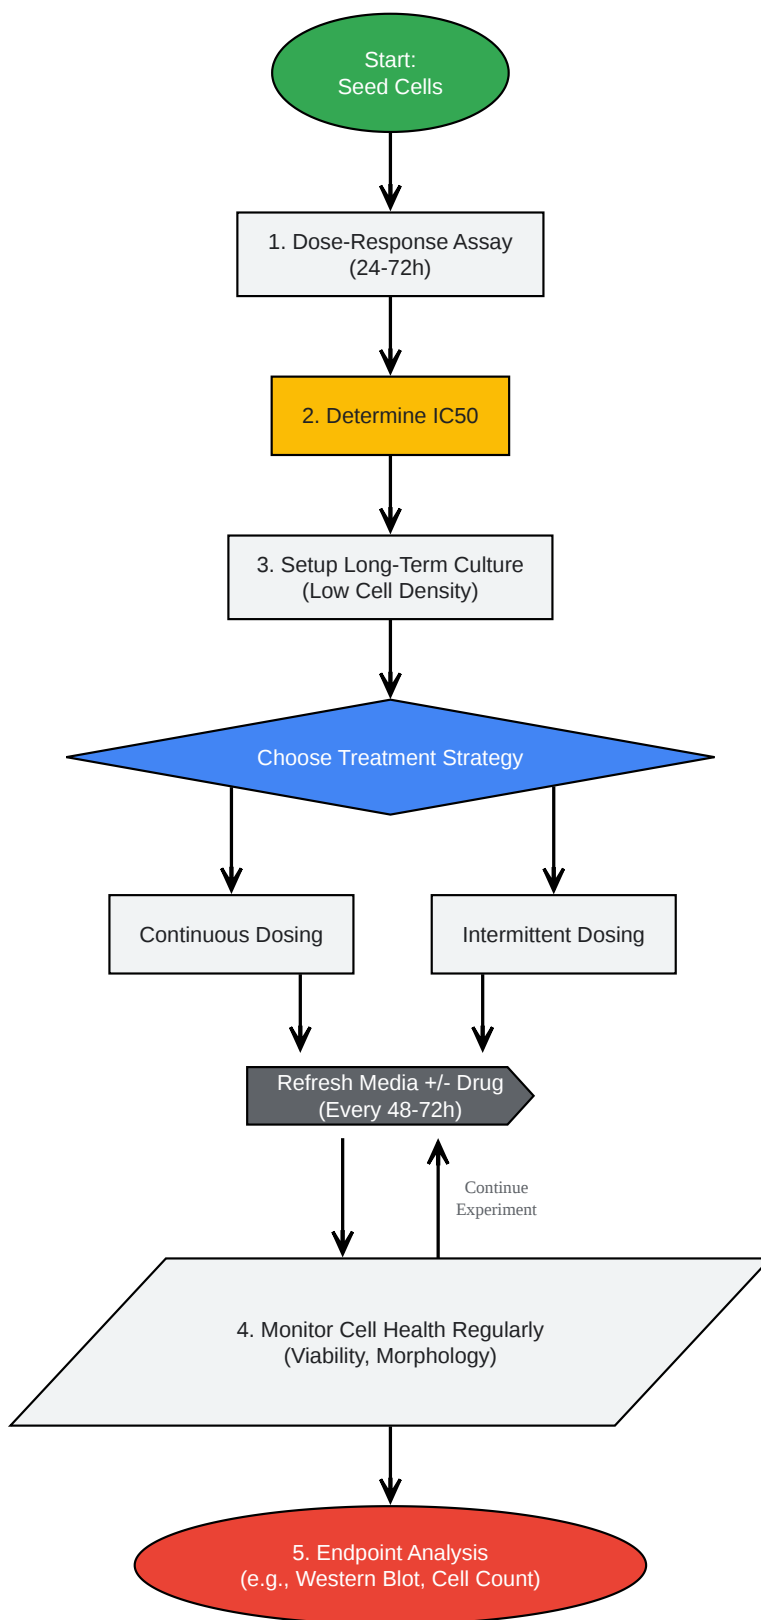 Start:
Seed Cells
1. Dose-Response Assay
(24-72h)
2. Determine IC50
3. Setup Long-Term Culture
(Low Cell Density)
Choose Treatment Strategy
Continuous Dosing
Intermittent Dosing
Refresh Media +/- Drug
(Every 48-72h)
Continue
Experiment
4. Monitor Cell Health Regularly
(Viability, Morphology)
5. Endpoint Analysis
(e.g., Western Blot, Cell Count)